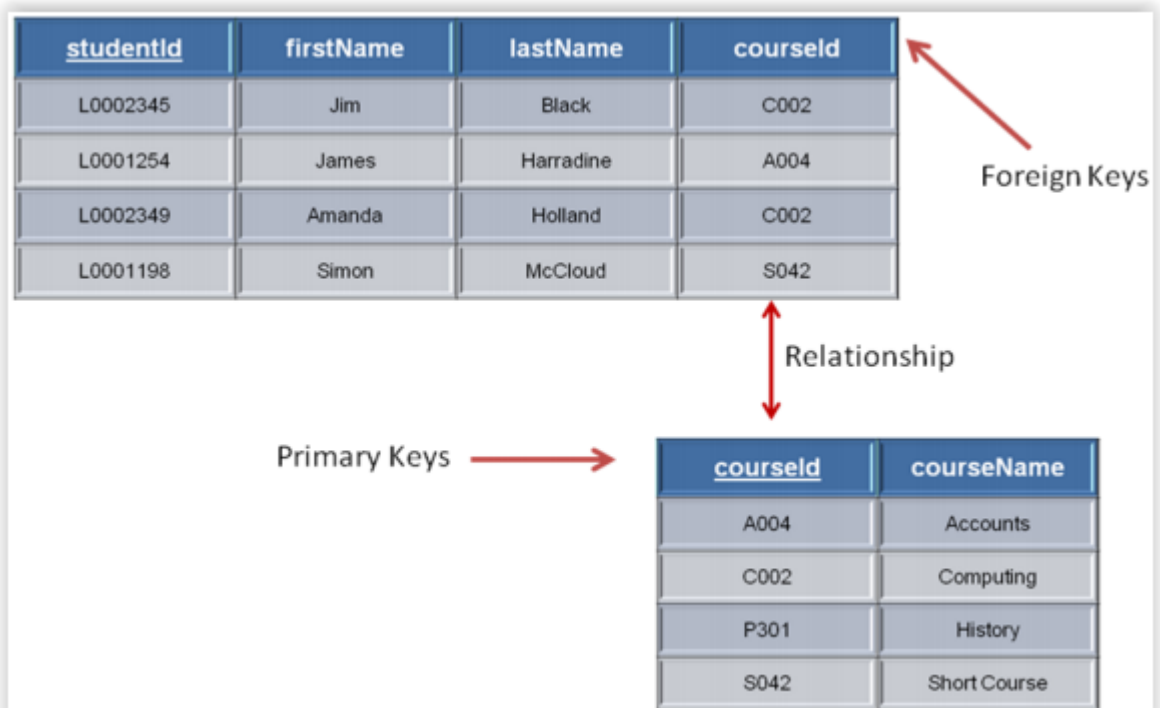 studentId firstName lastName courseId
L0002345 Jim Black C002
L0001254 James Harradine A004
Foreign Keys
L0002349 Amanda Holland C002
L0001198 Simon McCloud S042
Relationship
Primary Keys
courseId courseName
A004 Accounts
C002 Computing
P301 History
S042 Short Course